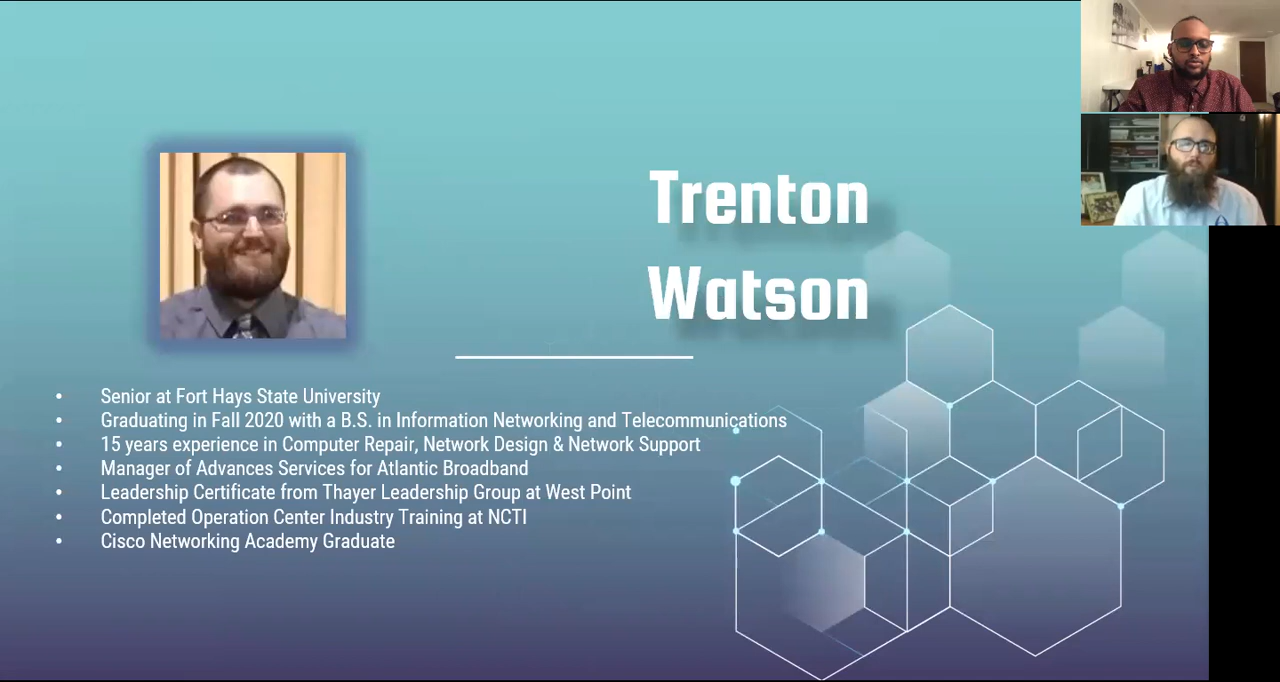 Trenton
Watson
• Senior at Fort Hays State University
• Graduating in Fall 2020 with a B.S. in Information Networking and Telecommunications
• 15 years experience in Computer Repair, Network Design & Network Support
• Manager of Advances Services for Atlantic Broadband
• Leadership Certificate from Thayer Leadership Group at West Point
• Completed Operation Center Industry Training at NCTI
• Cisco Networking Academy Graduate